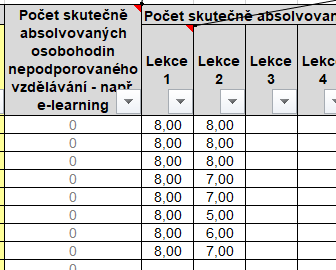 Počet skutečně
absolvovaných
osobohodin
nepodporovaného
vzdělávání - např.
e-learning
Počet skutečně absolvovan
Lekce
1
Lekce
2
Lekce
3
Lekce
4
0 8,00 8,00
0 8,00 8,00
0 8,00 8,00
0 8,00 7,00
0 8,00 7,00
0 8,00 5,00
0 8,00 6,00
0 8,00 7,00
0